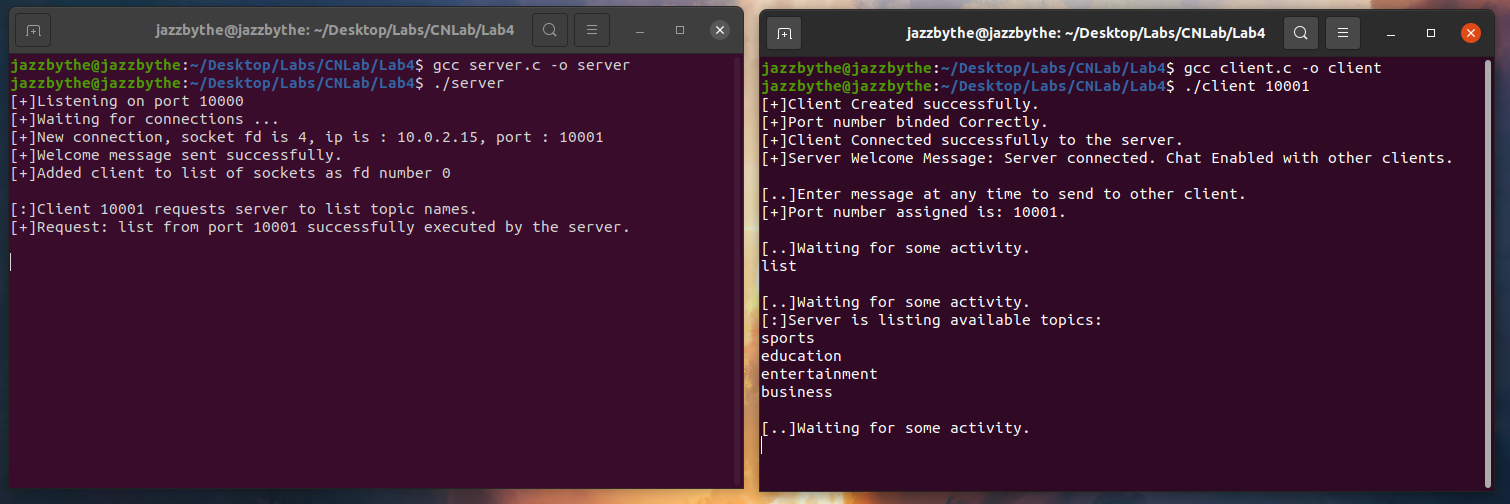 jazzbythe@jazzbythe: ~/Desktop/Labs/CNLab/Lab4
jazzbythe@jazzbythe:~/Desktop/Labs/CNLab/Lab4$ gcc server.c -o server
jazzbythe@jazzbythe:~/Desktop/Labs/CNLab/Lab4$ ./server
[+]Listening on port 10000
[+]Waiting for connections ...
[+]New connection, socket fd is 4, ip is : 10.0.2.15, port : 10001
[+]Welcome message sent successfully.
[+]Added client to list of sockets as fd number 0
[:]Client 10001 requests server to list topic names.
[+]Request: list from port 10001 successfully executed by the server.
jazzbythe@jazzbythe: ~/Desktop/Labs/CNLab/Lab4
jazzbythe@jazzbythe:~/Desktop/Labs/CNLab/Lab4$ gcc client.c -o client
jazzbythe@jazzbythe:~/Desktop/Labs/CNLab/Lab4$ ./client 10001
[+]Client Created successfully.
[+]Port number binded Correctly.
[+]Client Connected successfully to the server.
[+]Server Welcome Message: Server connected. Chat Enabled with other clients.
[..]Enter message at any time to send to other client.
[+]Port number assigned is: 10001.
[..]Waiting for some activity.
list
[..]Waiting for some activity.
[:]Server is listing available topics:
sports
education
entertainment
business
[..]Waiting for some activity.